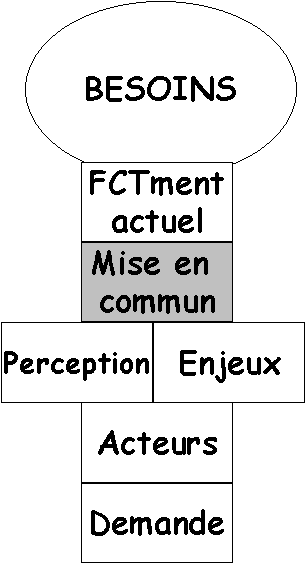 BESOINS
FCTment
actuel
Mise en
commun
Perception Enjeux
Acteurs
Demande